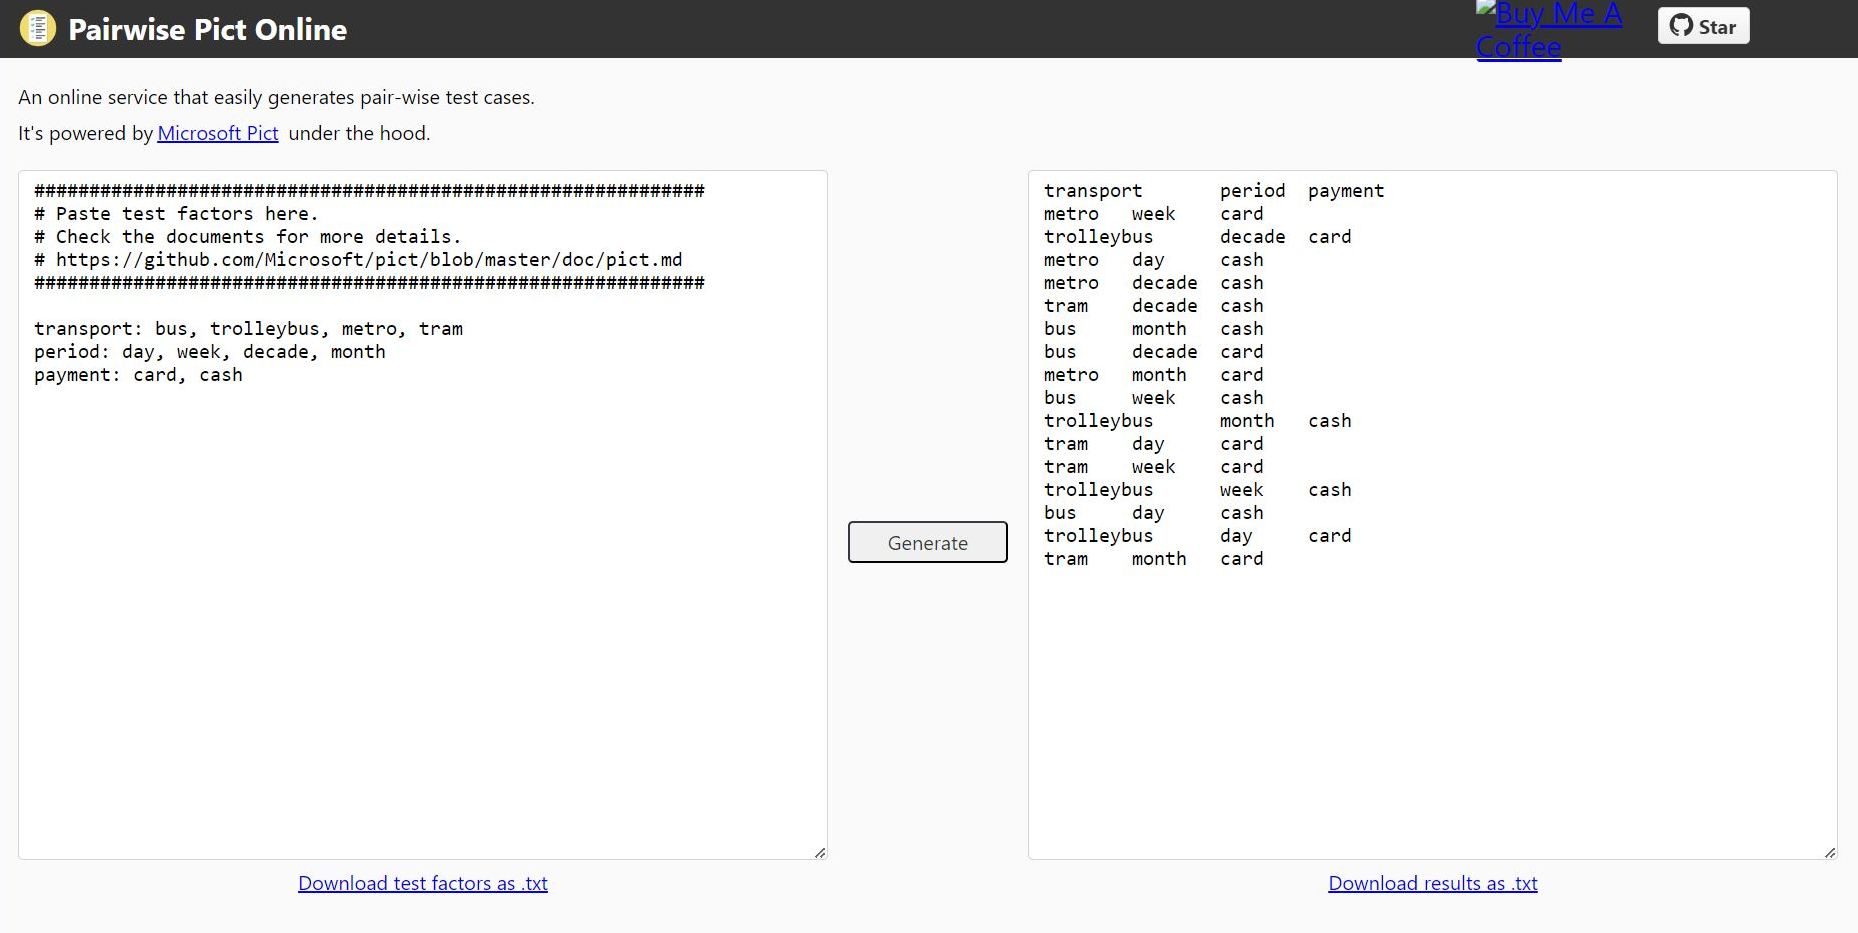 Pairwise Pict Online
Buy Me A
Coffee
Star
An online service that easily generates pair-wise test cases.
It's powered by Microsoft Pict under the hood.
#############################################################
# Paste test factors here.
# Check the documents for more details.
# https://github.com/Microsoft/pict/blob/master/doc/pict.md
#############################################################
transport: bus, trolleybus, metro, tram
period: day, week, decade, month
payment: card, cash
Generate
transport period payment
metro week card
trolleybus decade card
metro day cash
metro decade cash
tram decade cash
bus month cash
bus decade card
metro month card
bus week cash
trolleybus month cash
tram day card
tram week card
trolleybus week cash
bus day cash
trolleybus day card
tram month card
Download test factors as .txt
Download results as .txt